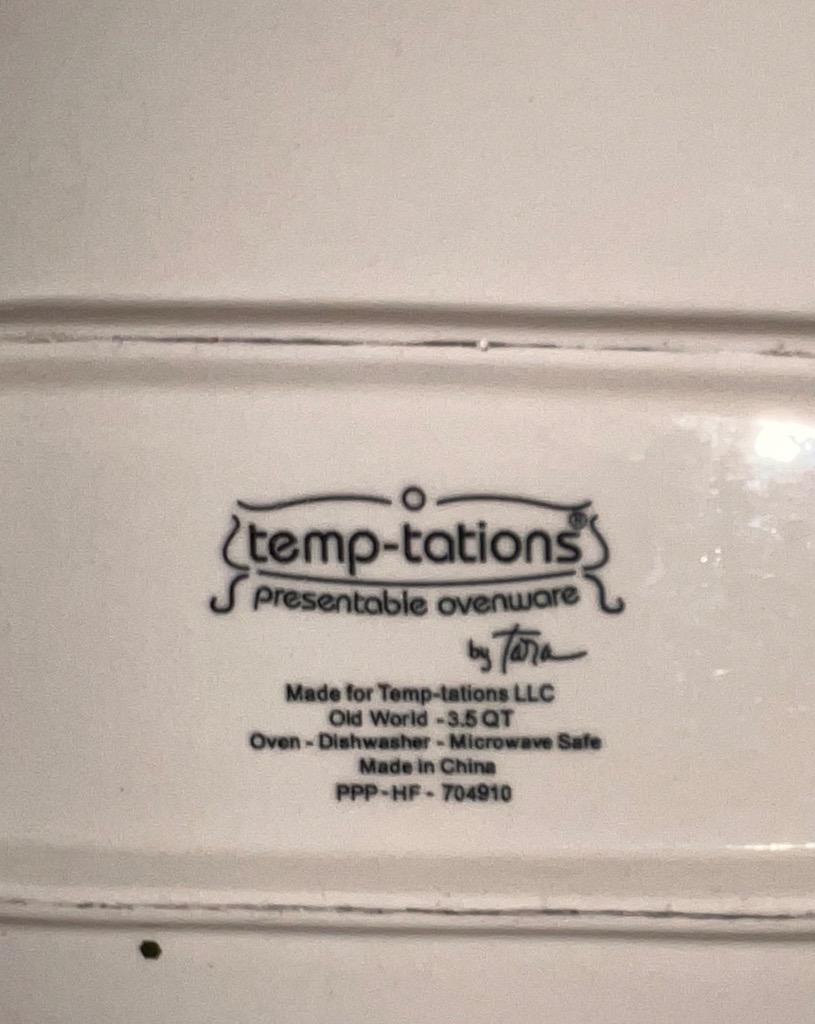 temp-tations®
presentable ovenware
by Tara
Made for Temp-tations LLC
Old World - 3.5 QT
Oven - Dishwasher - Microwave Safe
Made in China
PPP-HF - 704910